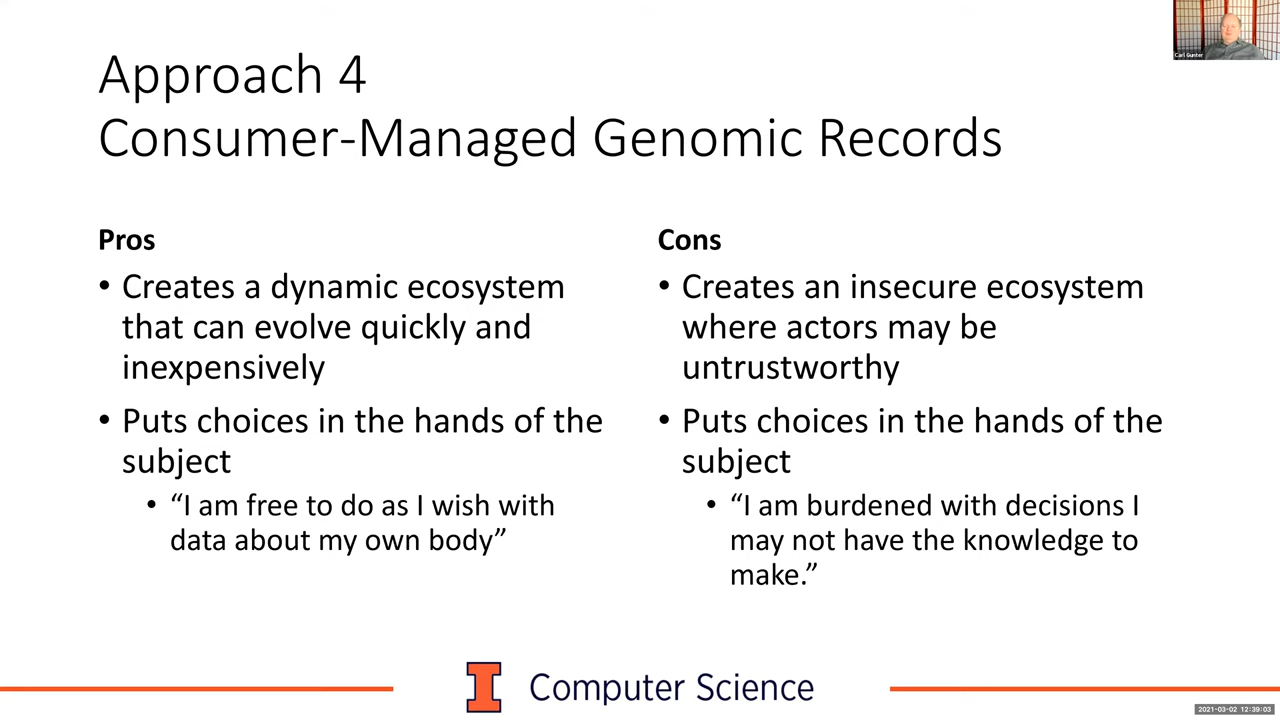 Carl Gunter
Approach 4
Consumer-Managed Genomic Records
Pros
• Creates a dynamic ecosystem
that can evolve quickly and
inexpensively
• Puts choices in the hands of the
subject
• “I am free to do as I wish with
data about my own body”
Cons
• Creates an insecure ecosystem
where actors may be
untrustworthy
• Puts choices in the hands of the
subject
• “I am burdened with decisions I
may not have the knowledge to
make.”
I Computer Science
2021-03-02 12:39:03